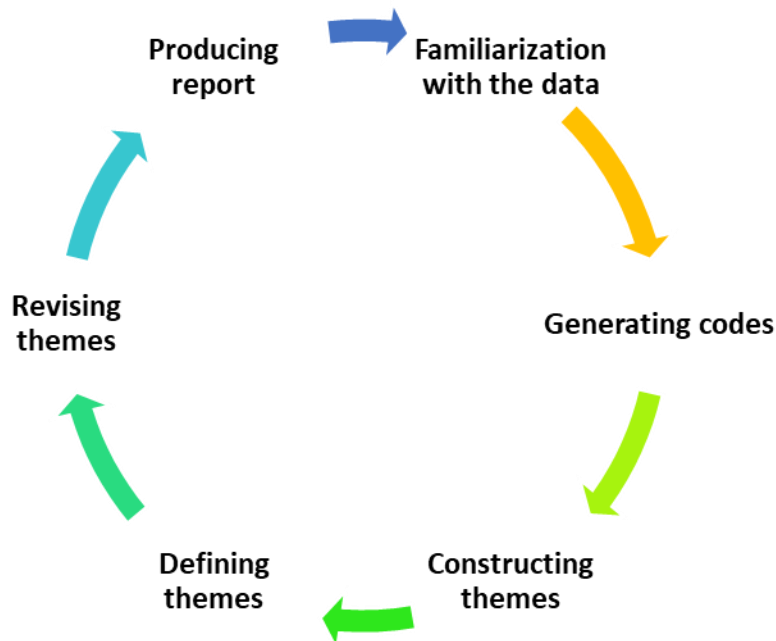 Producing
report
Familiarization
with the data
Generating codes
Constructing
themes
Defining
themes
Revising
themes